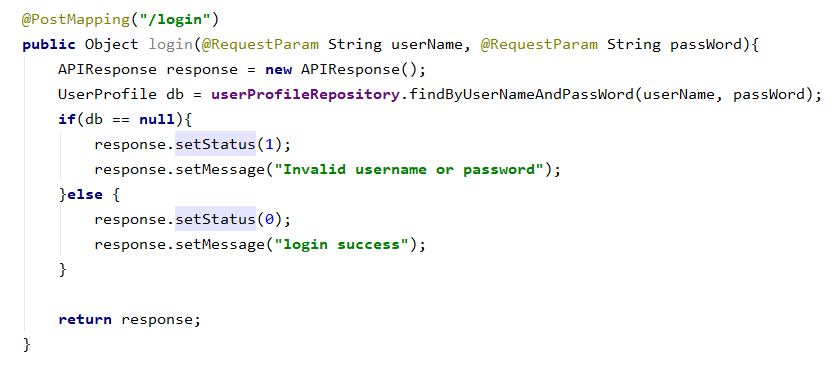 @PostMapping("/login")
public Object login(@RequestParam String userName, @RequestParam String passWord){
    APIResponse response = new APIResponse();
    UserProfile db = userProfileRepository.findByUserNameAndPassWord(userName, passWord);
    if(db == null){
        response.setStatus(1);
        response.setMessage("Invalid username or password");
    }else {
        response.setStatus(0);
        response.setMessage("login success");
    }

    return response;
}